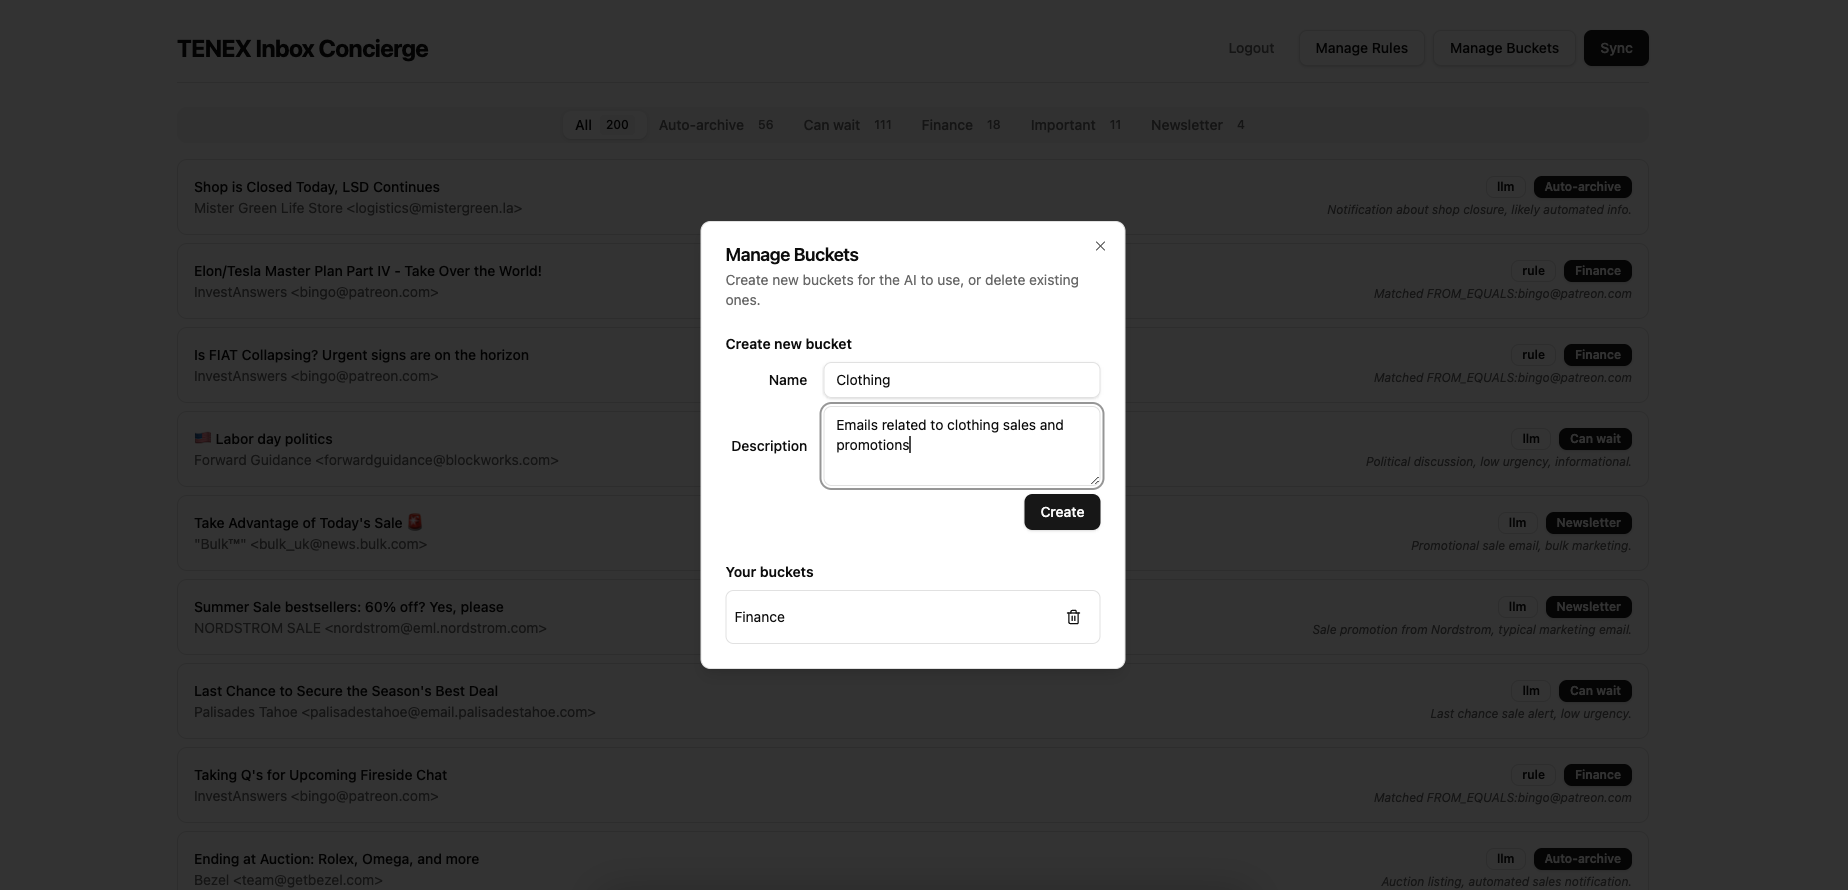 TENEX Inbox Concierge
Logout
Manage Rules
Manage Buckets
Sync
All 200
Auto-archive 56
Can wait 111
Finance 18
Important 11
Newsletter 4
Shop is Closed Today, LSD Continues
Mister Green Life Store <logistics@mistergreen.la>
llm Auto-archive
Notification about shop closure, likely automated info.
Elon/Tesla Master Plan Part IV - Take Over the World!
InvestAnswers <bingo@patreon.com>
rule Finance
Matched FROM_EQUALS:bingo@patreon.com
Is FIAT Collapsing? Urgent signs are on the horizon
InvestAnswers <bingo@patreon.com>
rule Finance
Matched FROM_EQUALS:bingo@patreon.com
🇺🇸 Labor day politics
Forward Guidance <forwardguidance@blockworks.com>
llm Can wait
Political discussion, low urgency, informational.
Take Advantage of Today's Sale 🚨
"Bulk™" <bulk_uk@news.bulk.com>
llm Newsletter
Promotional sale email, bulk marketing.
Summer Sale bestsellers: 60% off? Yes, please
NORDSTROM SALE <nordstrom@eml.nordstrom.com>
llm Newsletter
Sale promotion from Nordstrom, typical marketing email.
Last Chance to Secure the Season's Best Deal
Palisades Tahoe <palisadestahoe@email.palisadestahoe.com>
llm Can wait
Last chance sale alert, low urgency.
Taking Q's for Upcoming Fireside Chat
InvestAnswers <bingo@patreon.com>
rule Finance
Matched FROM_EQUALS:bingo@patreon.com
Ending at Auction: Rolex, Omega, and more
Bezel <team@getbezel.com>
llm Auto-archive
Auction listing, automated sales notification.
Manage Buckets
Create new buckets for the AI to use, or delete existing
ones.
Create new bucket
Name
Clothing
Description
Emails related to clothing sales and
promotions
Create
Your buckets
Finance